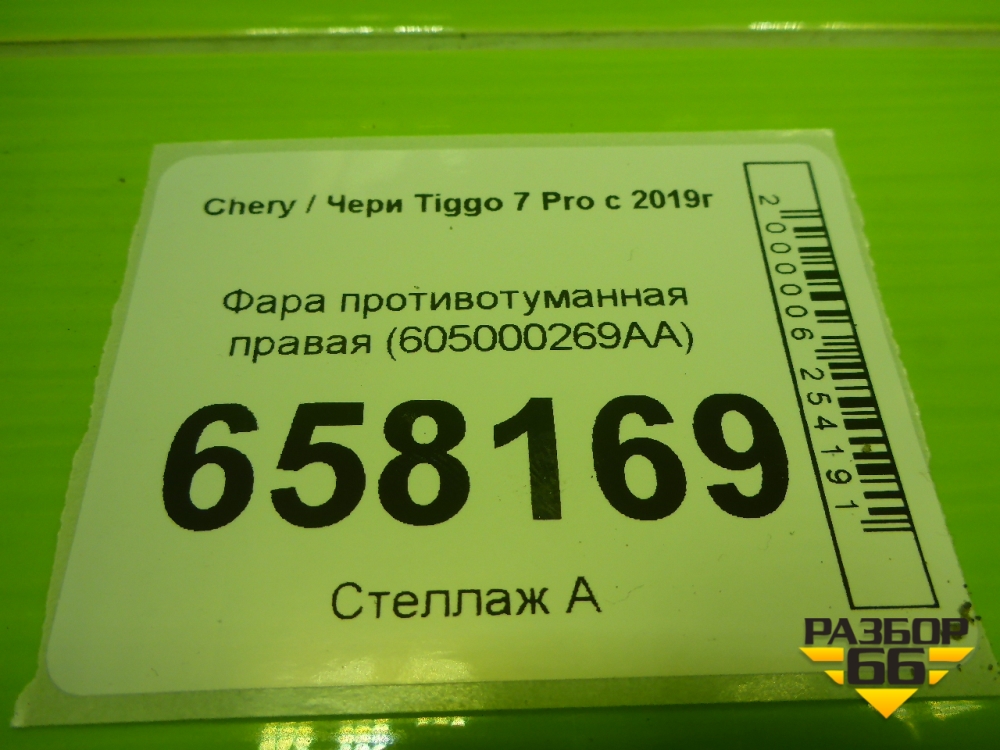 Chery / Чери Tiggo 7 Pro с 2019г
Фара противотуманная
правая (605000269AA)
658169
Стеллаж А
2000006254191
РАЗБОР
66